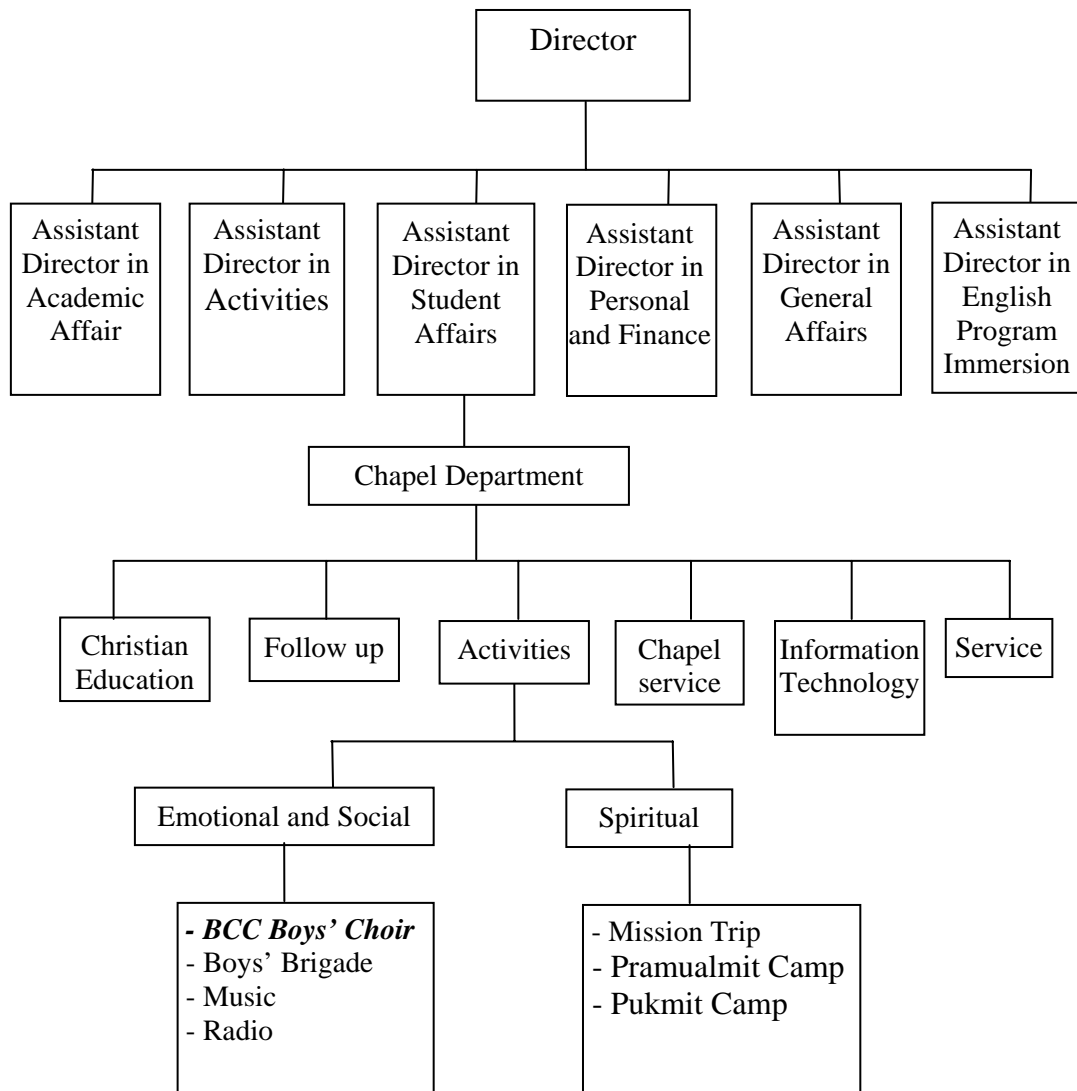 Director
Assistant
Director in
Academic
Affair
Assistant
Director in
Activities
Assistant
Director in
Student
Affairs
Assistant
Director in
Personal
and Finance
Assistant
Director in
General
Affairs
Assistant
Director in
English
Program
Immersion
Chapel Department
Christian
Education
Follow up
Activities
Chapel
service
Information
Technology
Service
Emotional and Social
Spiritual
- BCC Boys’ Choir
- Boys’ Brigade
- Music
- Radio
- Mission Trip
- Pramualmit Camp
- Pukmit Camp